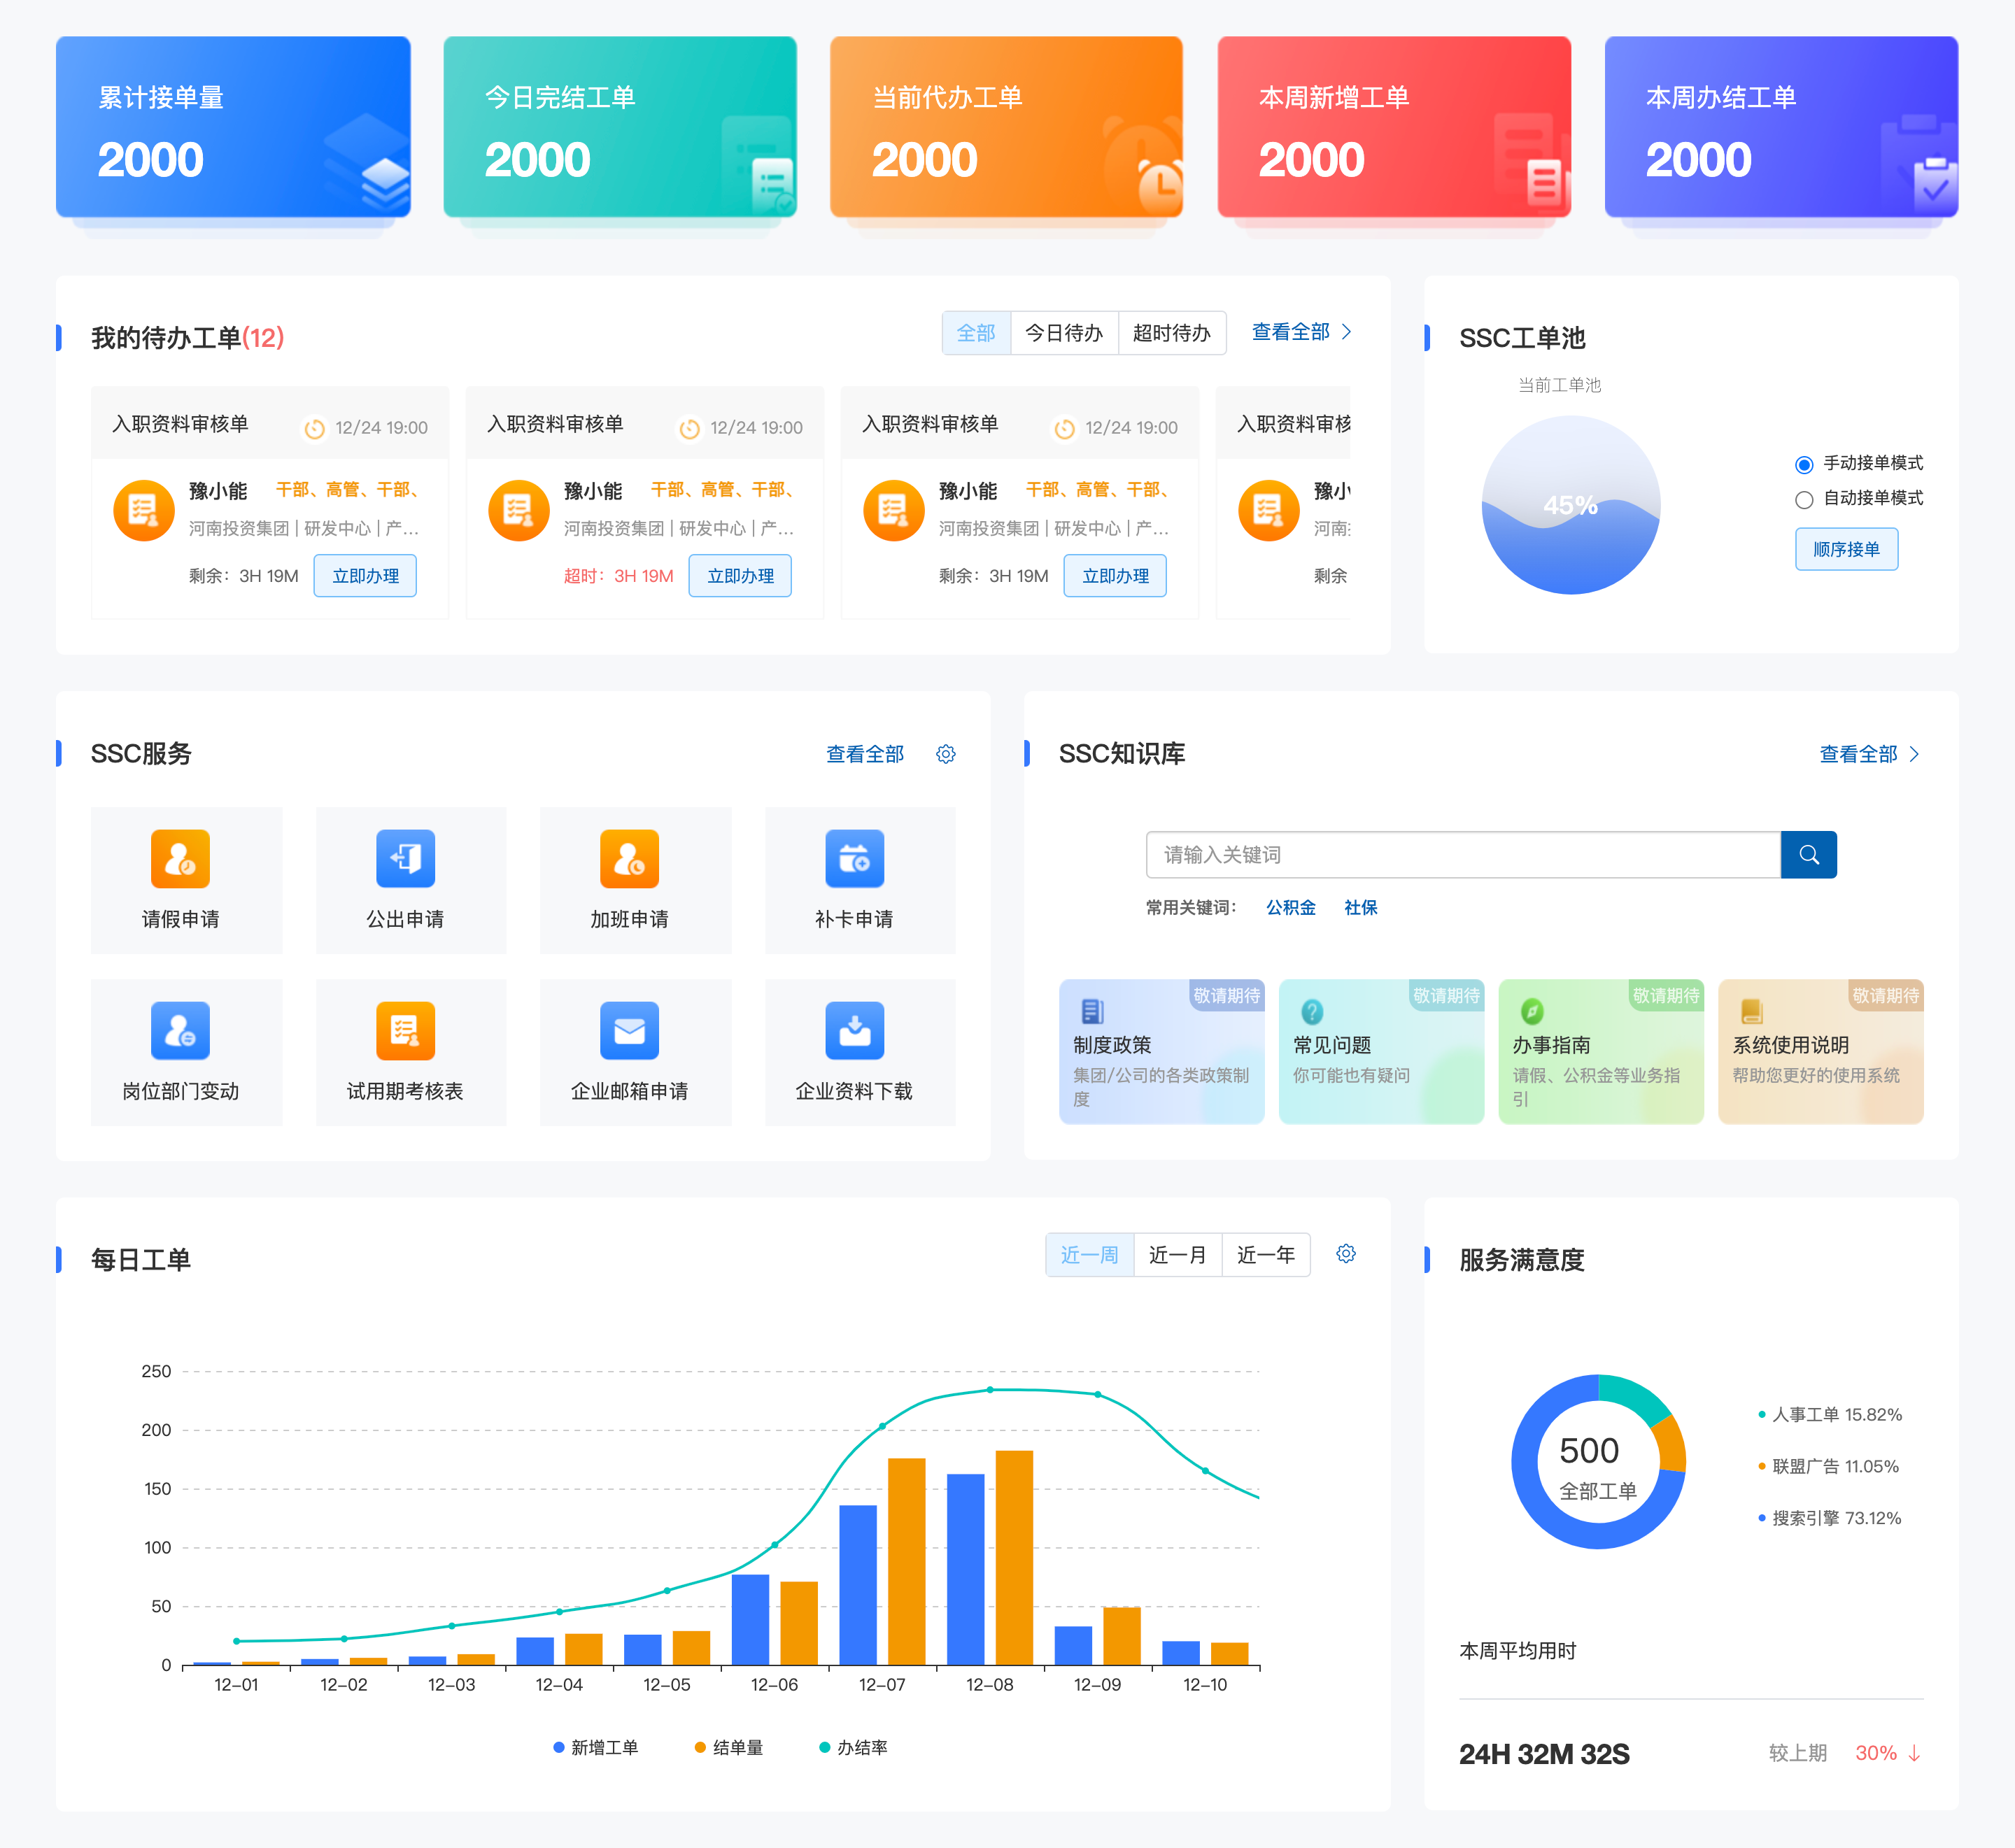 累计接单量
2000
今日完结工单
2000
当前代办工单
2000
本周新增工单
2000
本周办结工单
2000
我的待办工单(12)
全部 今日待办 超时待办 查看全部
入职资料审核单 12/24 19:00
豫小能 干部、高管、干部、
河南投资集团 | 研发中心 | 产...
剩余：3H 19M 立即办理
入职资料审核单 12/24 19:00
豫小能 干部、高管、干部、
河南投资集团 | 研发中心 | 产...
超时：3H 19M 立即办理
入职资料审核单 12/24 19:00
豫小能 干部、高管、干部、
河南投资集团 | 研发中心 | 产...
剩余：3H 19M 立即办理
入职资料审核
豫小
河南
剩余
SSC工单池
当前工单池
45%
手动接单模式
自动接单模式
顺序接单
SSC服务 查看全部
请假申请
公出申请
加班申请
补卡申请
岗位部门变动
试用期考核表
企业邮箱申请
企业资料下载
SSC知识库 查看全部
请输入关键词
常用关键词： 公积金 社保
敬请期待
制度政策
集团/公司的各类政策制
度
敬请期待
常见问题
你可能也有疑问
敬请期待
办事指南
请假、公积金等业务指
引
敬请期待
系统使用说明
帮助您更好的使用系统
每日工单
近一周 近一月 近一年
250
200
150
100
50
0
12-01 12-02 12-03 12-04 12-05 12-06 12-07 12-08 12-09 12-10
新增工单 结单量 办结率
服务满意度
500
全部工单
人事工单 15.82%
联盟广告 11.05%
搜索引擎 73.12%
本周平均用时
24H 32M 32S 较上期 30% ↓